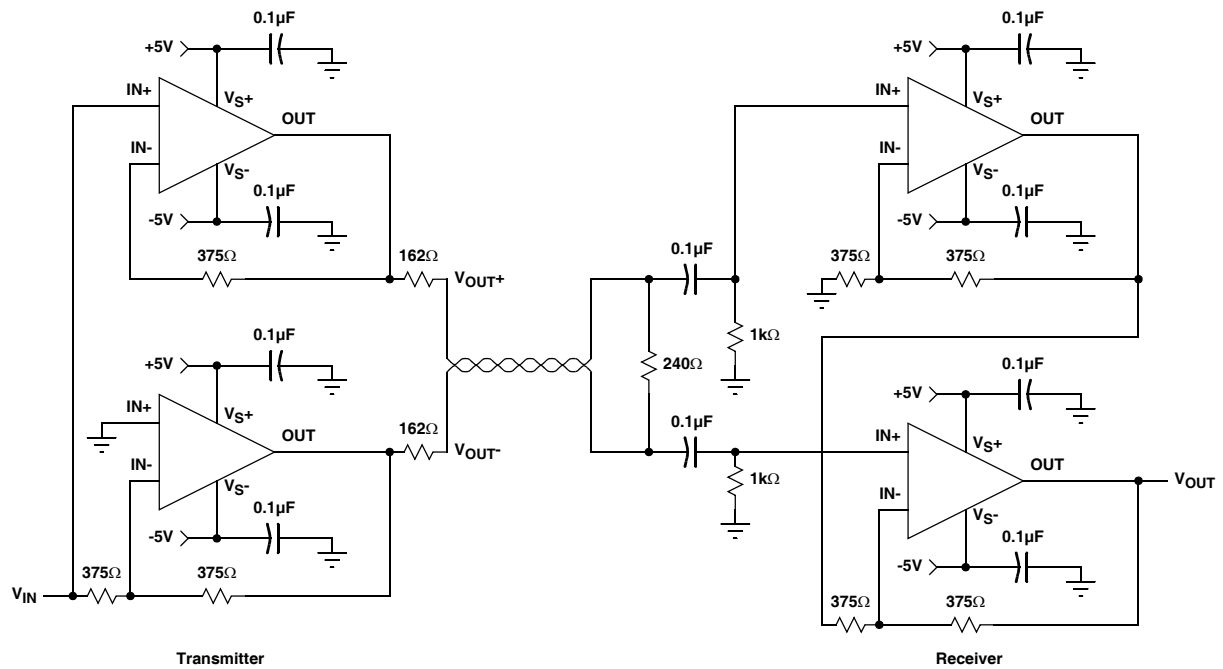 0.1µF
0.1µF
+5V
+5V
IN+
VS+
OUT
IN-
VS-
0.1µF
-5V
375Ω
162Ω
VOUT+
IN+
VS+
OUT
IN-
VS-
0.1µF
-5V
375Ω
375Ω
0.1µF
1kΩ
240Ω
0.1µF
+5V
IN+
VS+
OUT
IN-
VS-
0.1µF
-5V
162Ω
VOUT-
375Ω
375Ω
VIN
0.1µF
1kΩ
0.1µF
+5V
IN+
VS+
OUT
IN-
VS-
0.1µF
-5V
VOUT
375Ω
375Ω
Transmitter
Receiver